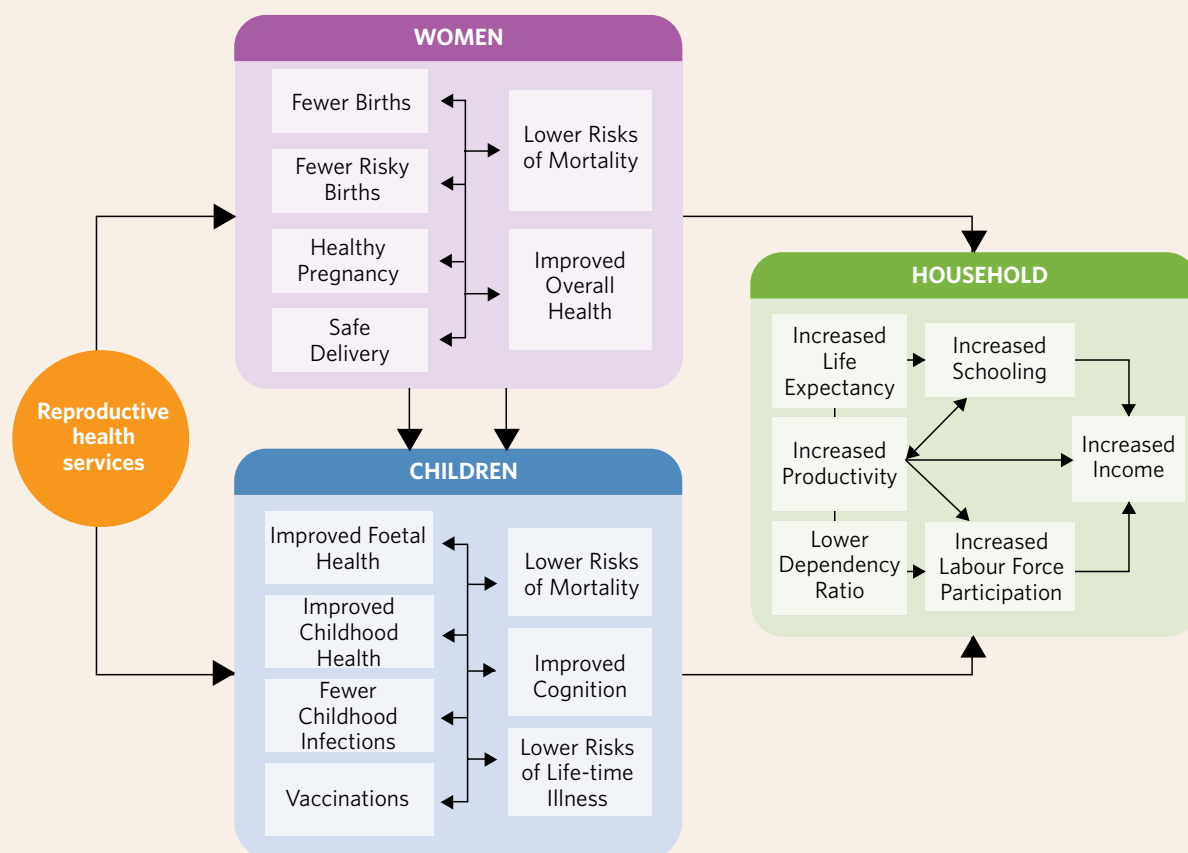 WOMEN
Fewer Births
Fewer Risky
Births
Healthy
Pregnancy
Safe
Delivery
Lower Risks
of Mortality
Improved
Overall
Health
Reproductive
health
services
CHILDREN
Improved Foetal
Health
Improved
Childhood
Health
Fewer
Childhood
Infections
Vaccinations
Lower Risks
of Mortality
Improved
Cognition
Lower Risks
of Life-time
Illness
HOUSEHOLD
Increased
Life
Expectancy
Increased
Productivity
Lower
Dependency
Ratio
Increased
Schooling
Increased
Labour Force
Participation
Increased
Income